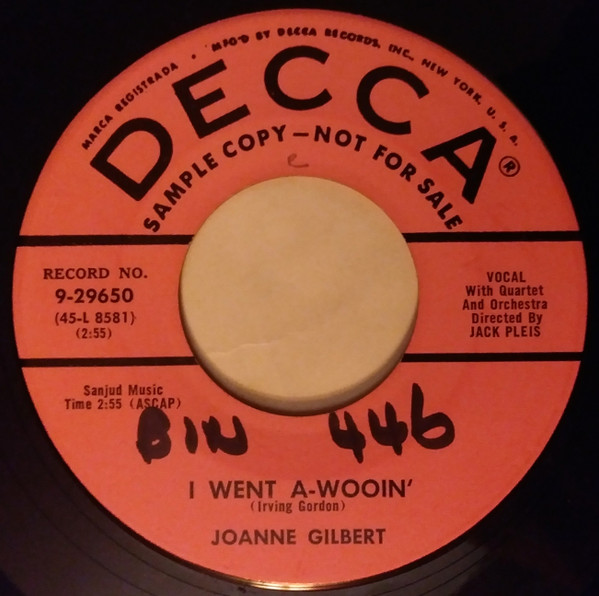 MARCA REGISTRADA • MFG'D BY DECCA RECORDS, INC., NEW YORK, U. S. A.
DECCA®
SAMPLE COPY—NOT FOR SALE
e
RECORD NO.
9-29650
(45-L 8581)
(2:55)
VOCAL
With Quartet
And Orchestra
Directed By
JACK PLEIS
Sanjud Music
Time 2:55 (ASCAP)
BIN 446
I WENT A-WOOIN'
(Irving Gordon)
JOANNE GILBERT